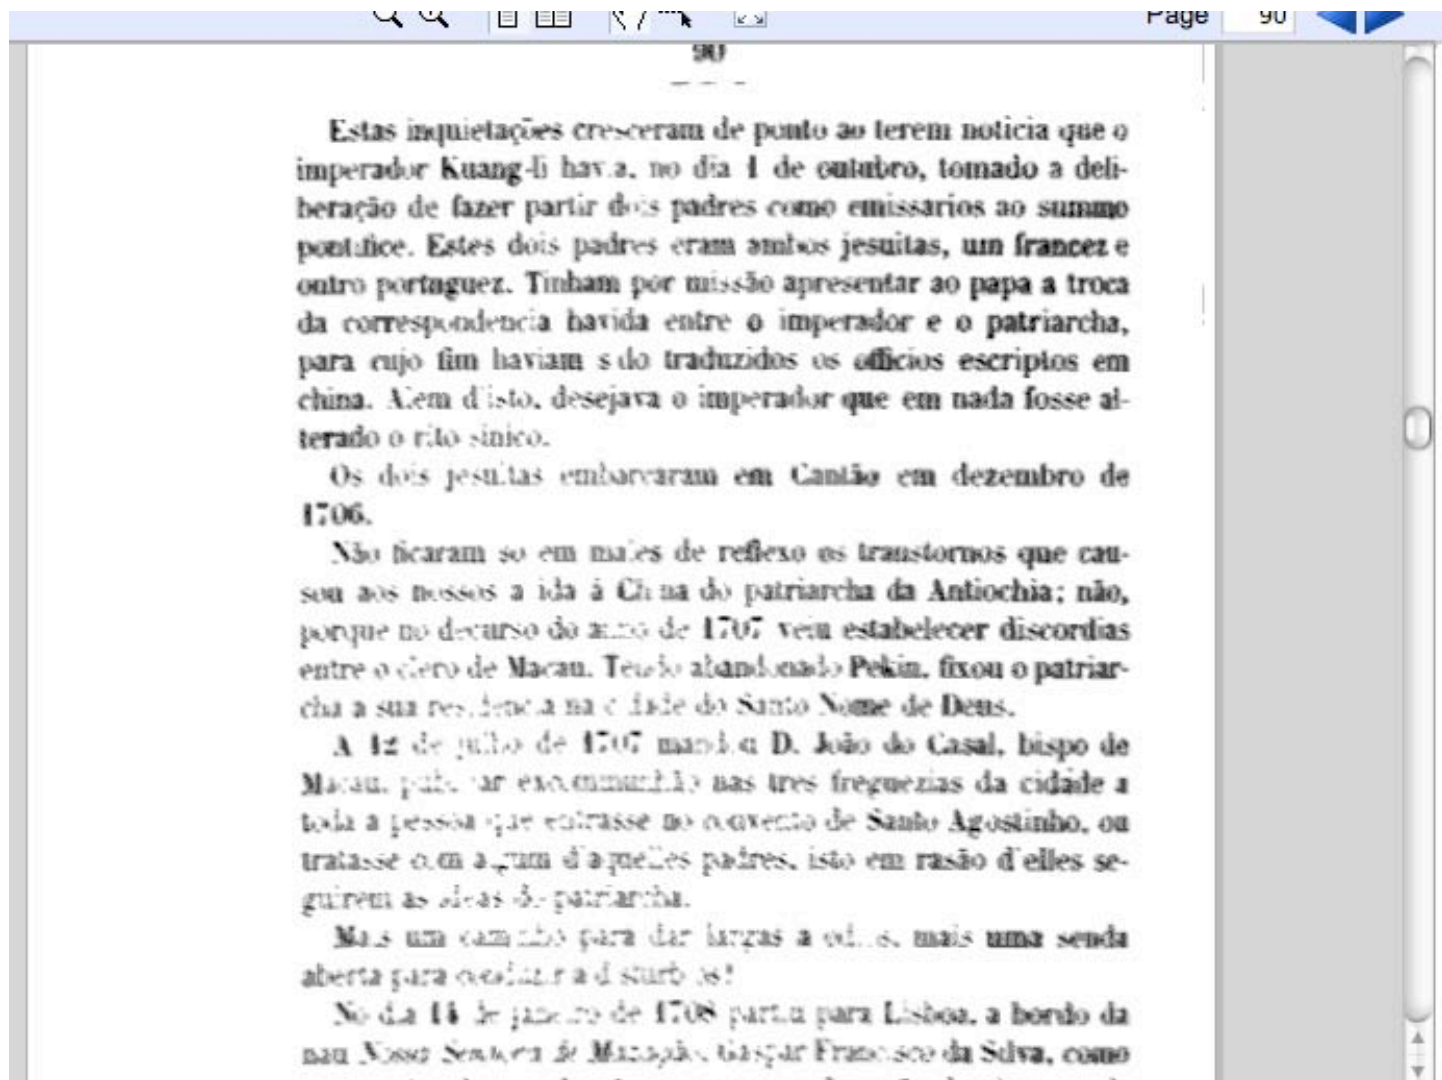 Page 90
90
Estas inquietações cresceram de ponto ao terem noticia que o
imperador Kuang-li havia, no dia 1 de outubro, tomado a deli-
beração de fazer partir dois padres como emissarios ao summo
pontifice. Estes dois padres eram ambos jesuitas, um francez e
outro portuguez. Tinham por missão apresentar ao papa a troca
da correspondencia havida entre o imperador e o patriarcha,
para cujo fim haviam sido traduzidos os officios escriptos em
china. Alem d'isto, desejava o imperador que em nada fosse al-
terado o rito sinico.
Os dois jesuitas embarcaram em Cantão em dezembro de
1706.
Não ficaram so em males de reflexo os transtornos que cau-
sou aos nossos a ida á China do patriarcha da Antiochia; não,
porque no decurso do anno de 1707 veiu estabelecer discordias
entre o clero de Macau. Tendo abandonado Pekin, fixou o patriar-
cha a sua residencia na cidade do Santo Nome de Deus.
A 12 de julho de 1707 mandou D. João do Casal, bispo de
Macau, publicar excommunhão nas tres freguezias da cidade a
toda a pessoa que entrasse no convento de Santo Agostinho, ou
tratasse com algum d'aquelles padres, isto em rasão d'elles se-
guirem as ideas do patriarcha.
Mais um caminho para dar largas a odios, mais uma senda
aberta para conduzir a disturbios!
No dia 14 de janeiro de 1708 partiu para Lisboa, a bordo da
nau Nossa Senhora de Mazagão, Gaspar Francisco da Silva, como